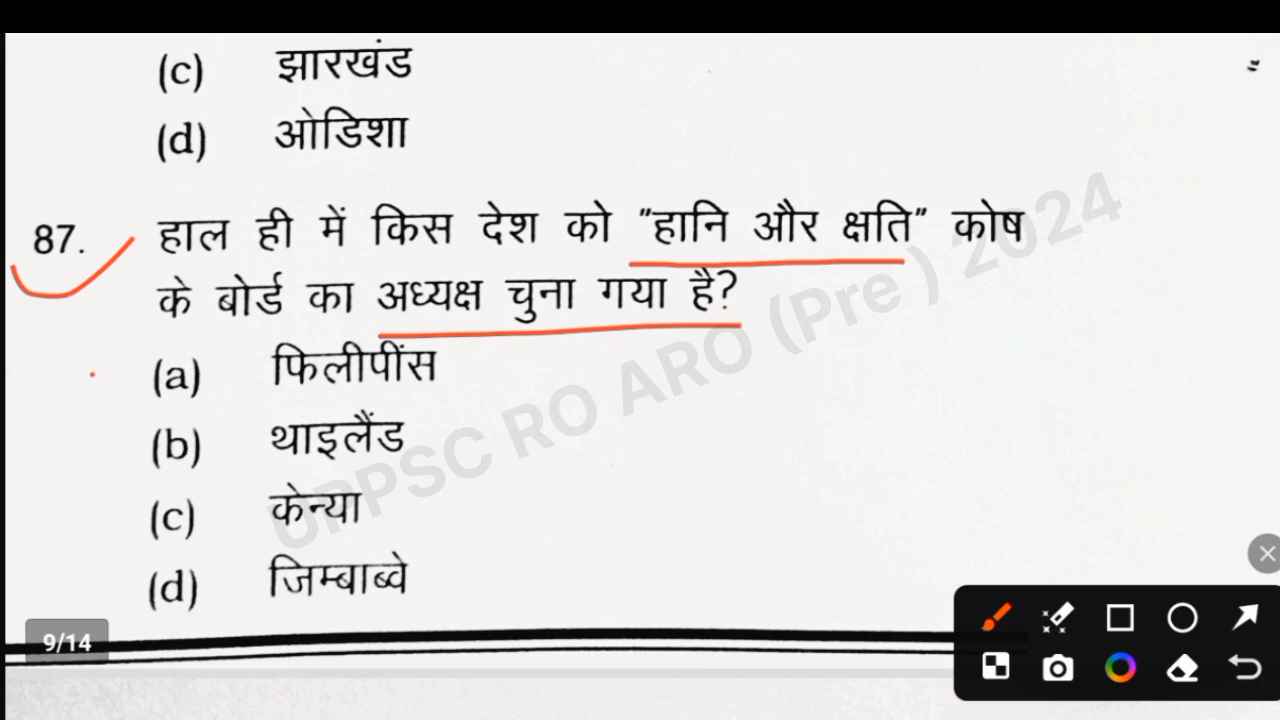 (c) झारखंड
(d) ओडिशा
87. हाल ही में किस देश को "हानि और क्षति" कोष
के बोर्ड का अध्यक्ष चुना गया है?
(a) फिलीपींस
(b) थाइलैंड
(c) केन्या
(d) जिम्बाब्वे
UPPSC RO ARO (Pre) 2024
9/14